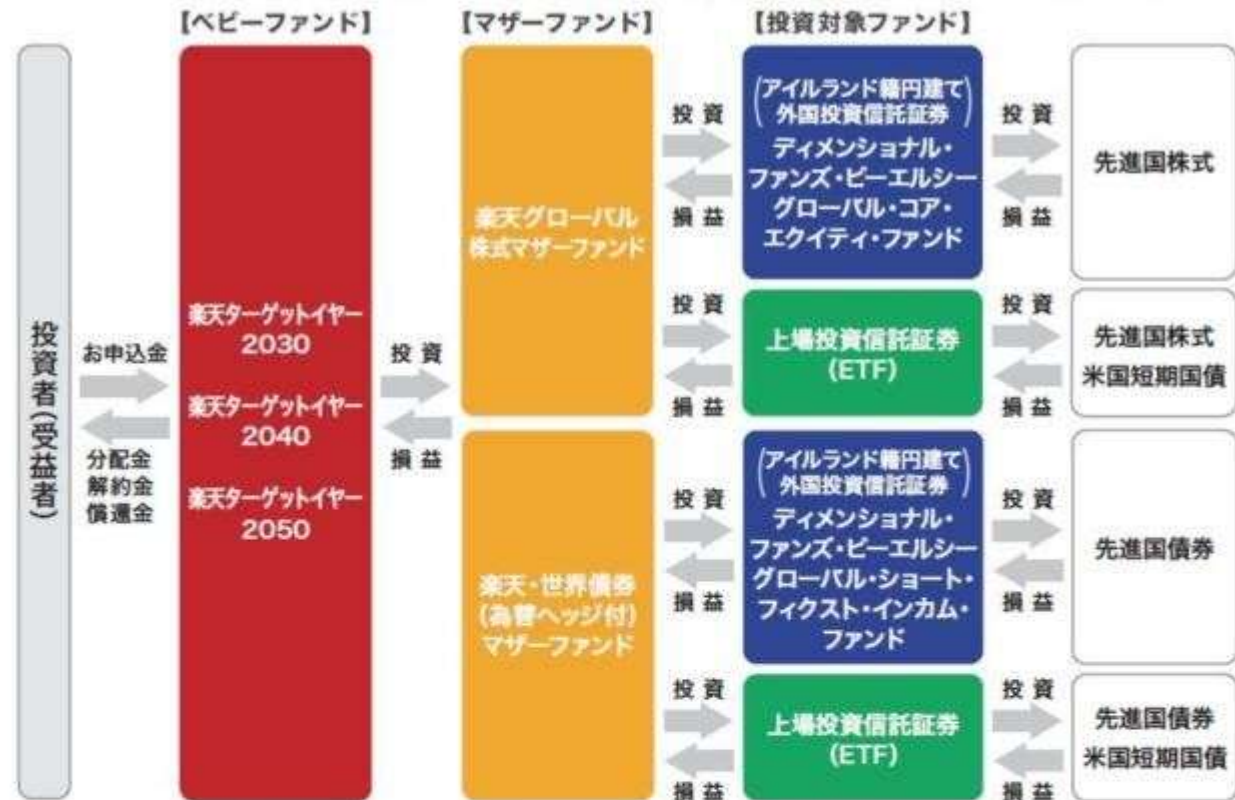 【ベビーファンド】
【マザーファンド】
【投資対象ファンド】
投資者(受益者)
お申込金
分配金
解約金
償還金
楽天ターゲットイヤー
2030
楽天ターゲットイヤー
2040
楽天ターゲットイヤー
2050
投資
損益
楽天グローバル
株式マザーファンド
投資
損益
(アイルランド籍円建て
外国投資信託証券)
ディメンショナル・
ファンズ・ピーエルシー
グローバル・コア・
エクイティ・ファンド
投資
損益
先進国株式
投資
損益
上場投資信託証券
(ETF)
投資
損益
先進国株式
米国短期国債
楽天・世界債券
(為替ヘッジ付)
マザーファンド
投資
損益
(アイルランド籍円建て
外国投資信託証券)
ディメンショナル・
ファンズ・ピーエルシー
グローバル・ショート・
フィクスト・インカム・
ファンド
投資
損益
先進国債券
投資
損益
上場投資信託証券
(ETF)
投資
損益
先進国債券
米国短期国債